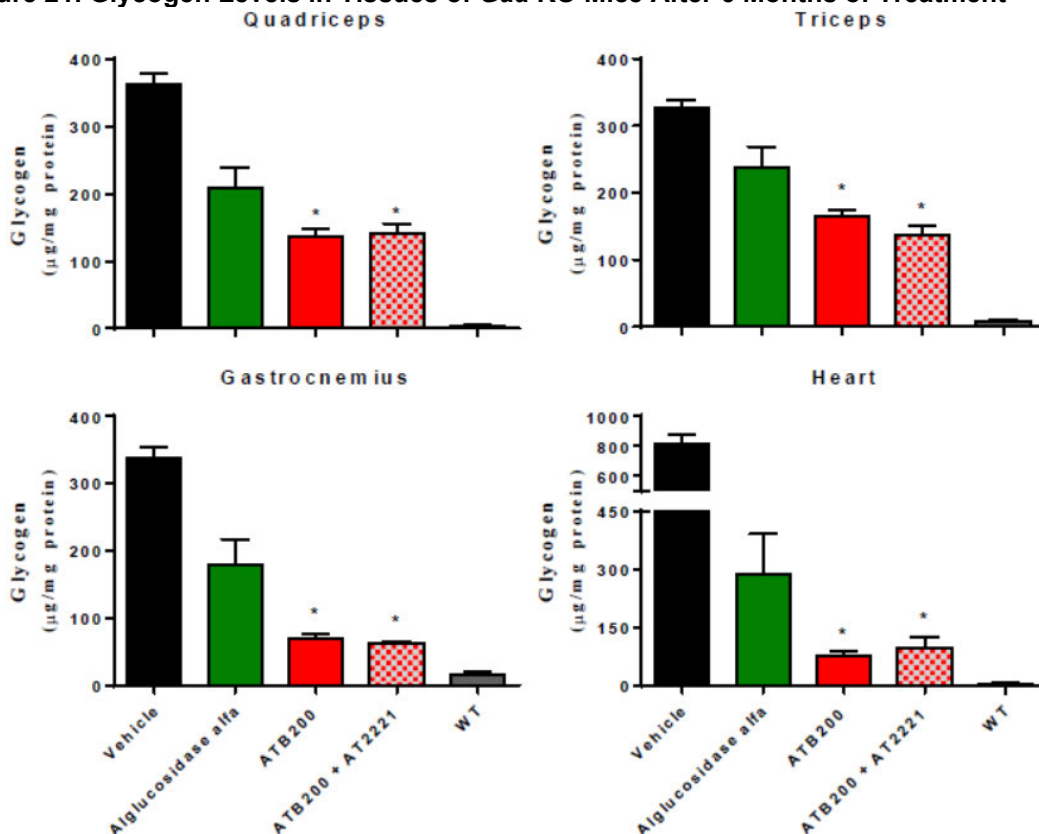 Glycogen Levels in Tissues of Gaa KO Mice After Months of Treatment
Quadriceps
Glycogen
(µg/mg protein)
400
300
200
100
0
*
*
Triceps
Glycogen
(µg/mg protein)
400
300
200
100
0
*
*
Gastrocnemius
Glycogen
(µg/mg protein)
400
300
200
100
0
*
*
Vehicle
Alglucosidase alfa
ATB200
ATB200 + AT2221
WT
Heart
Glycogen
(µg/mg protein)
1000
800
600
450
300
150
0
*
*
Vehicle
Alglucosidase alfa
ATB200
ATB200 + AT2221
WT